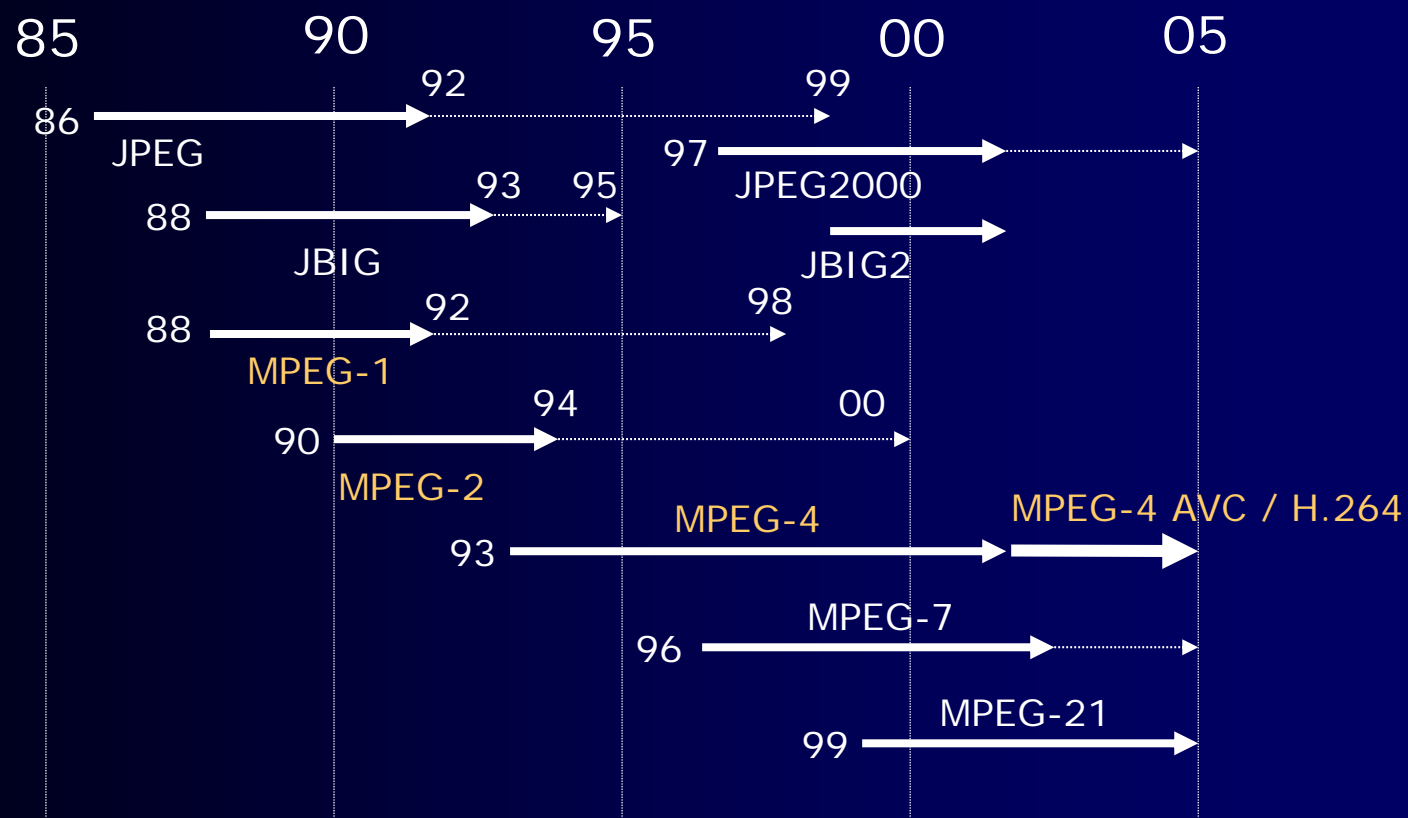 85 90 95 00 05
92 99
86
JPEG 97
93 95 JPEG2000
88
JBIG JBIG2
92 98
88
MPEG-1
94 00
90
MPEG-2 MPEG-4 MPEG-4 AVC / H.264
93
MPEG-7
96
MPEG-21
99